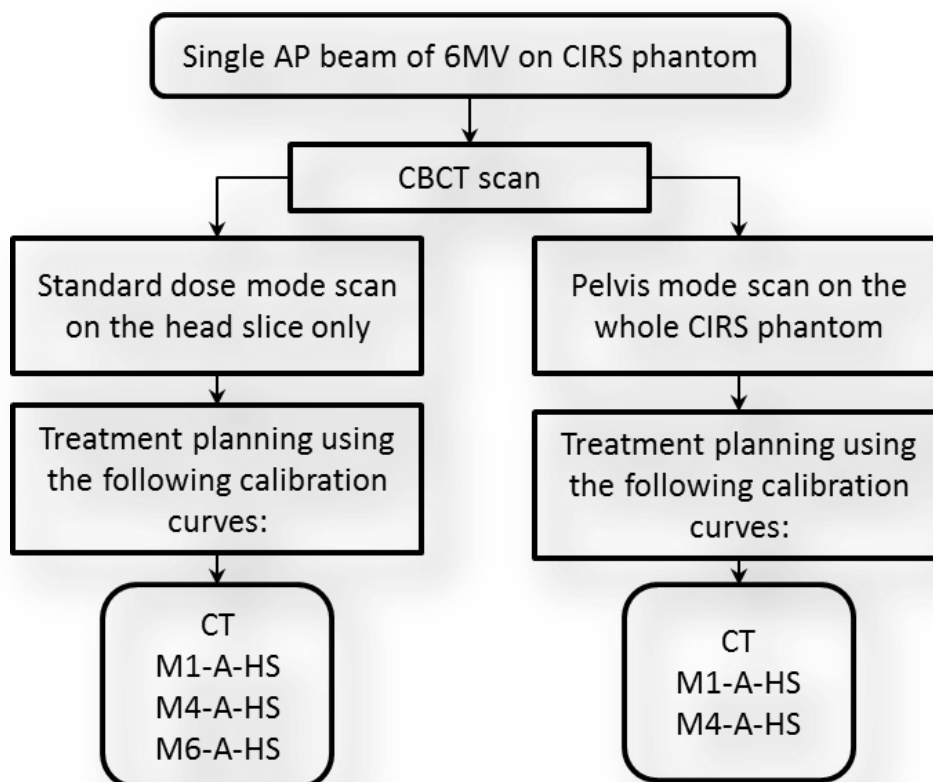 Single AP beam of 6MV on CIRS phantom
CBCT scan
Standard dose mode scan
on the head slice only
Treatment planning using
the following calibration
curves:
CT
M1-A-HS
M4-A-HS
M6-A-HS
Pelvis mode scan on the
whole CIRS phantom
Treatment planning using
the following calibration
curves:
CT
M1-A-HS
M4-A-HS